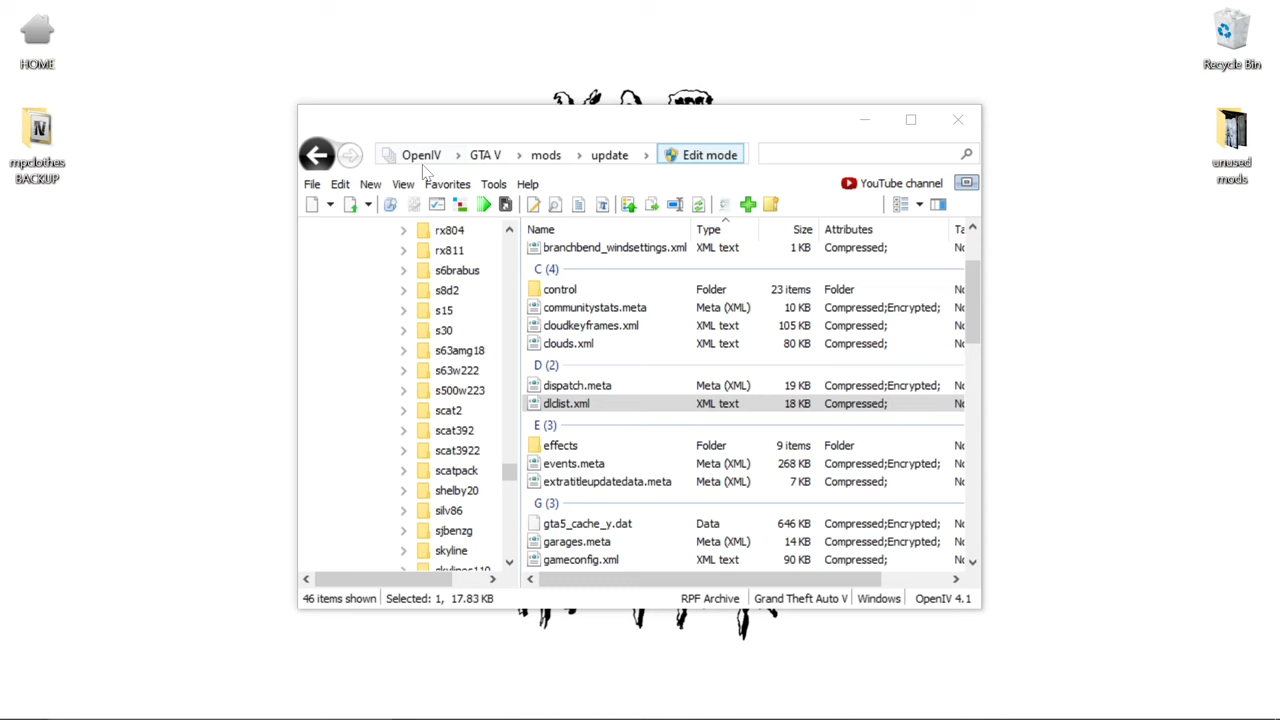 HOME
mpclothes
BACKUP
Recycle Bin
unused
mods
OpenIV > GTA V > mods > update > Edit mode
File Edit New View Favorites Tools Help
YouTube channel
rx804
rx811
s6brabus
s8d2
s15
s30
s63amg18
s63w222
s500w223
scat2
scat392
scat3922
scatpack
shelby20
silv86
sjbenzg
skyline
Name Type Size Attributes
branchbend_windsettings.xml XML text 1 KB Compressed;
C (4)
control Folder 23 items Folder
communitystats.meta Meta (XML) 10 KB Compressed;Encrypted;
cloudkeyframes.xml XML text 105 KB Compressed;
clouds.xml XML text 80 KB Compressed;
D (2)
dispatch.meta Meta (XML) 19 KB Compressed;Encrypted;
dlclist.xml XML text 18 KB Compressed;
E (3)
effects Folder 9 items Folder
events.meta Meta (XML) 268 KB Compressed;Encrypted;
extratitleupdatedata.meta Meta (XML) 7 KB Compressed;
G (3)
gta5_cache_y.dat Data 646 KB Compressed;Encrypted;
garages.meta Meta (XML) 14 KB Compressed;Encrypted;
gameconfig.xml XML text 90 KB Compressed;
46 items shown Selected: 1, 17.83 KB RPF Archive Grand Theft Auto V Windows OpenIV 4.1